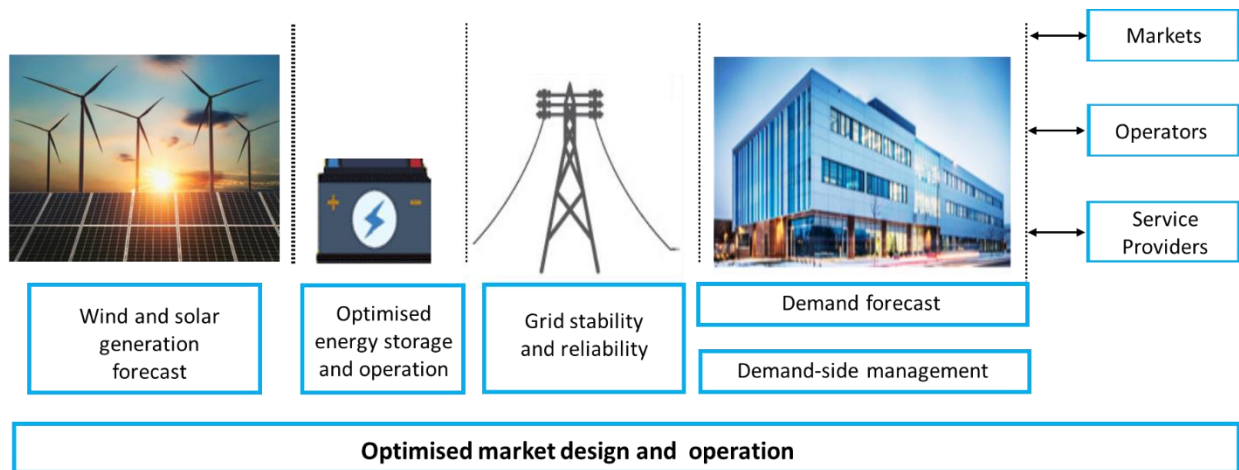 Markets
Operators
Service
Providers
+ -
Wind and solar
generation
forecast
Optimised
energy storage
and operation
Grid stability
and reliability
Demand forecast
Demand-side management
Optimised market design and operation